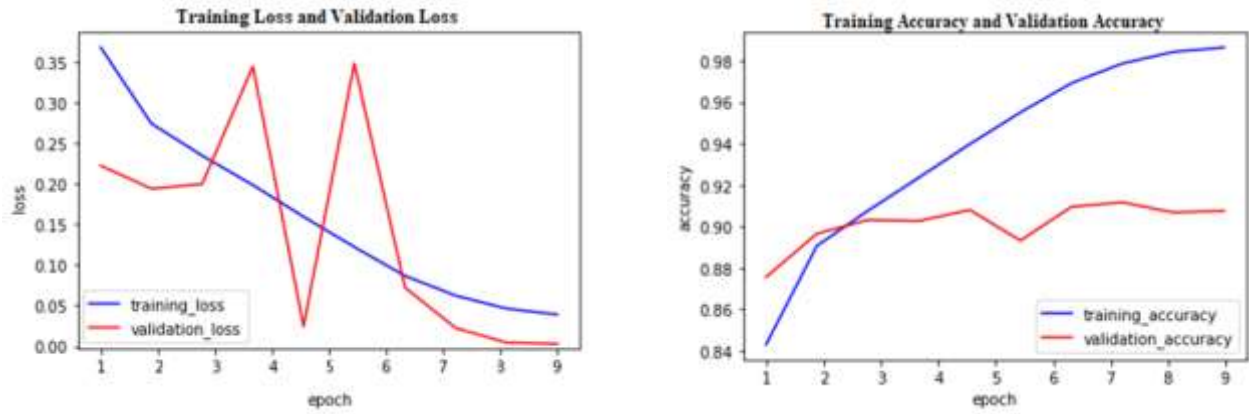 Training Loss and Validation Loss
0.35
0.30
0.25
0.20
0.15
0.10
0.05
0.00
loss
training_loss
validation_loss
1 2 3 4 5 6 7 8 9
epoch
Training Accuracy and Validation Accuracy
0.98
0.96
0.94
0.92
0.90
0.88
0.86
0.84
accuracy
training_accuracy
validation_accuracy
1 2 3 4 5 6 7 8 9
epoch